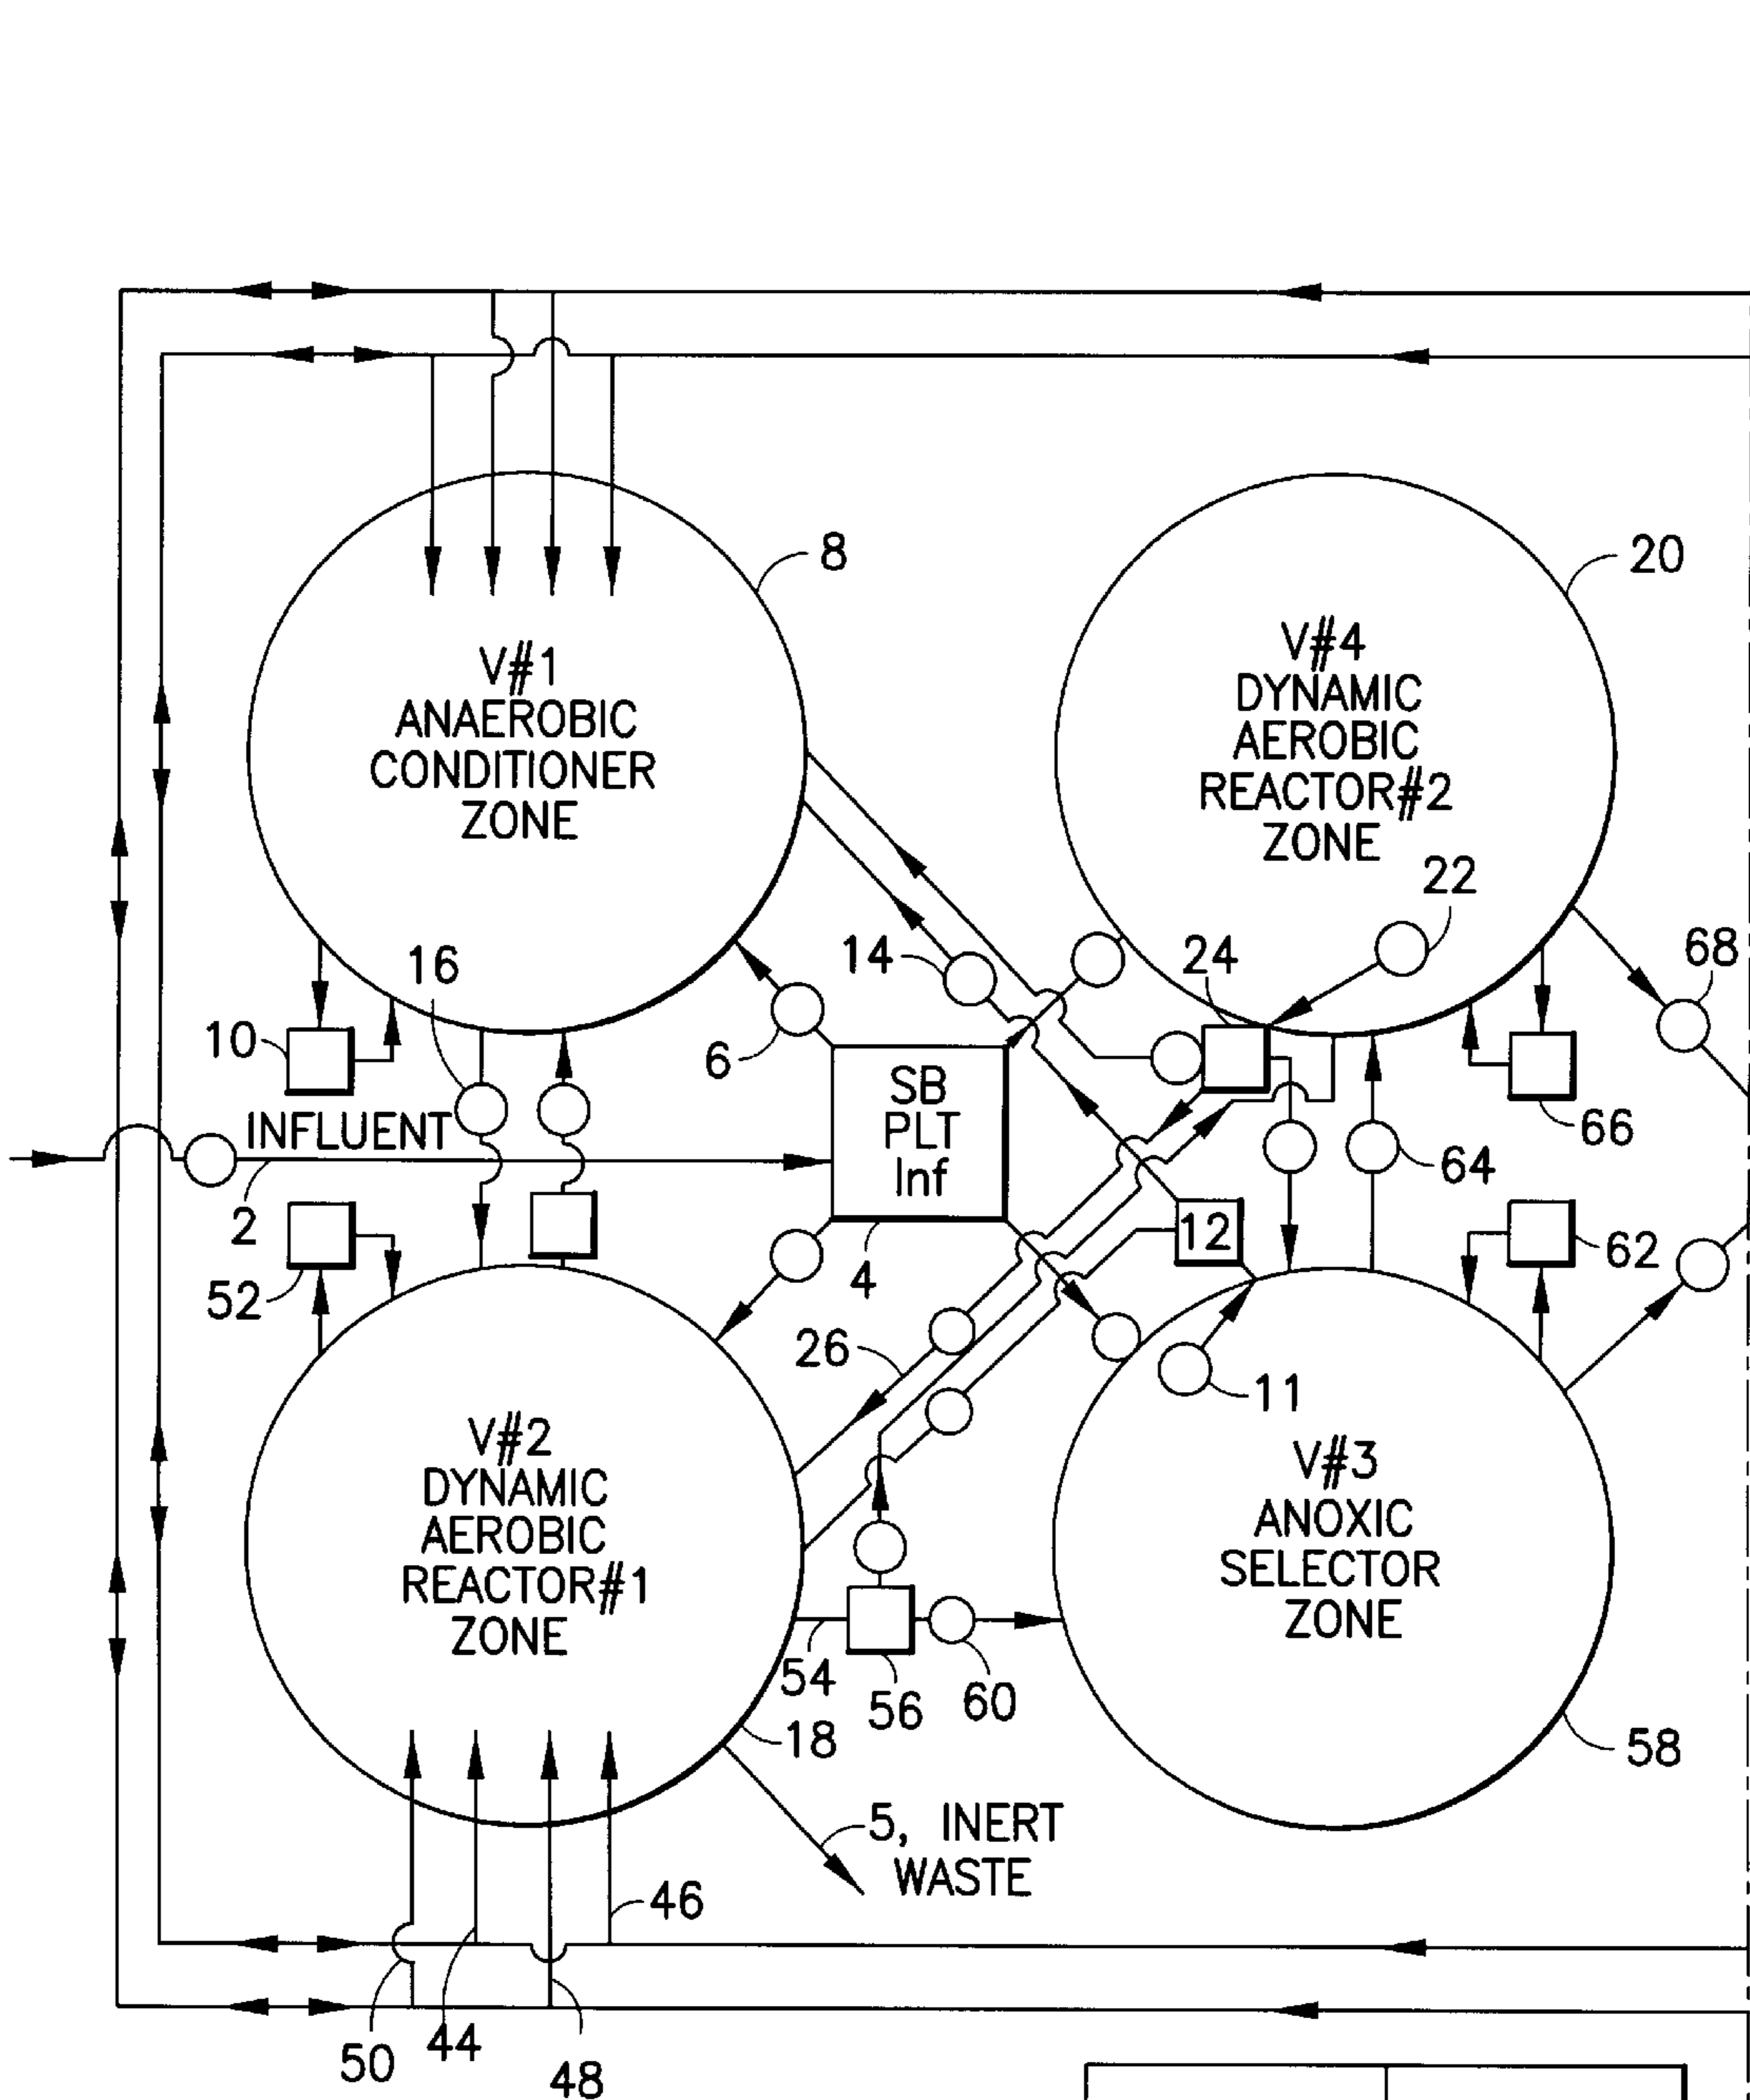 8
20
V#1
ANAEROBIC
CONDITIONER
ZONE
V#4
DYNAMIC
AEROBIC
REACTOR#2
ZONE
22
16
14
24
68
10
6
SB
PLT
Inf
INFLUENT
66
64
2
52
4
12
62
26
11
V#2
DYNAMIC
AEROBIC
REACTOR#1
ZONE
V#3
ANOXIC
SELECTOR
ZONE
54
56
60
18
58
5, INERT
WASTE
46
50
44
48